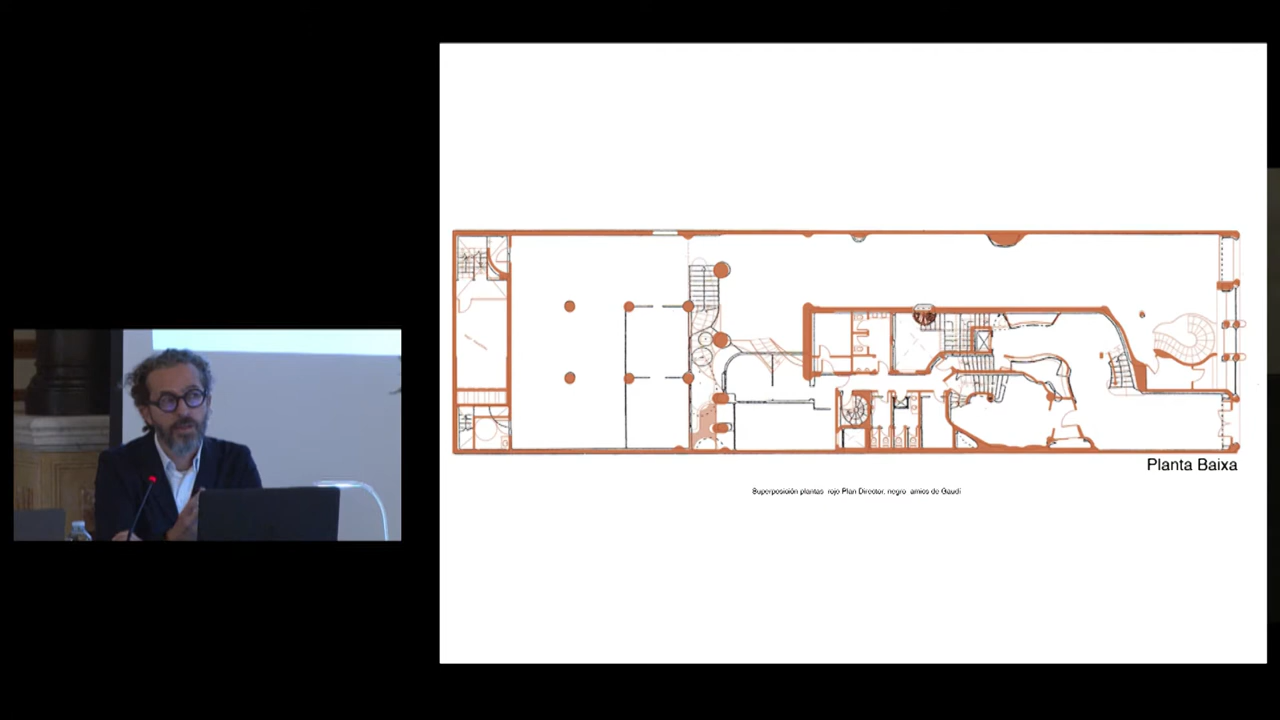 Planta Baixa
Superposición plantas rojo Plan Director, negro amics de Gaudí